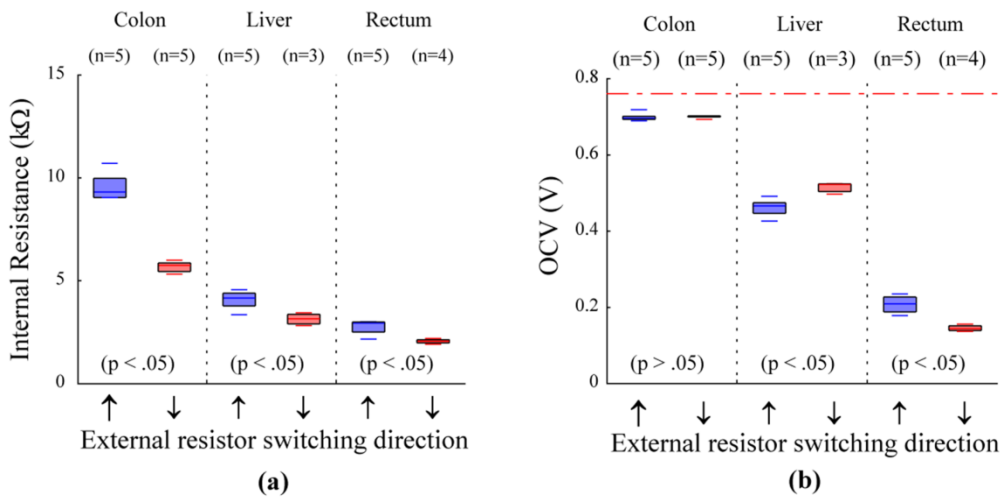 Colon Liver Rectum
(n=5) (n=5) (n=5) (n=3) (n=5) (n=4)
15
10
5
0
Internal Resistance (kΩ)
(p < .05) (p < .05) (p < .05)
↑ ↓ ↑ ↓ ↑ ↓
External resistor switching direction
(a)
Colon Liver Rectum
(n=5) (n=5) (n=5) (n=3) (n=5) (n=4)
0.8
0.6
0.4
0.2
0
OCV (V)
(p > .05) (p < .05) (p < .05)
↑ ↓ ↑ ↓ ↑ ↓
External resistor switching direction
(b)